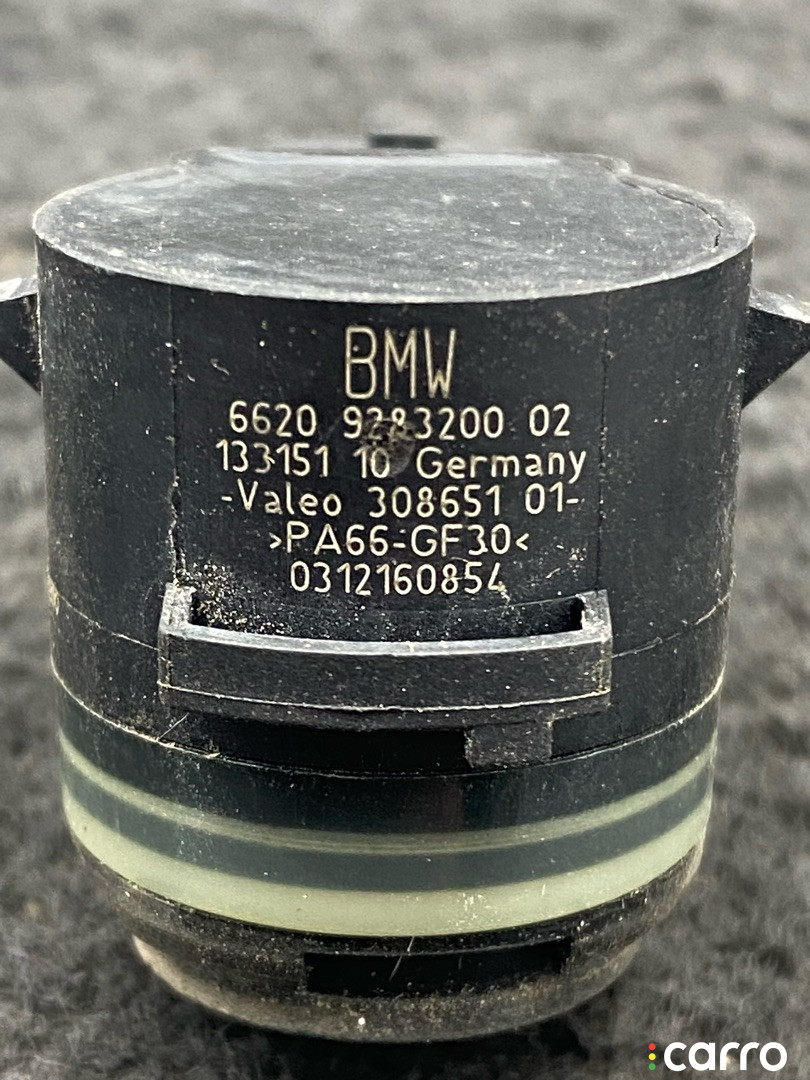 BMW
6620 9283200 02
133151 10 Germany
-Valeo 308651 01-
>PA66-GF30<
0312160854
carro